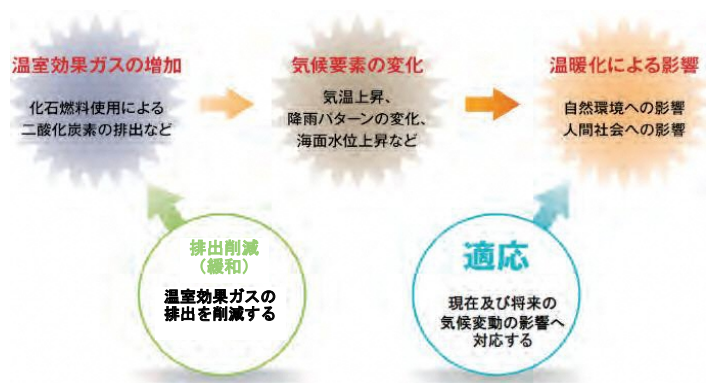 温室効果ガスの増加
化石燃料使用による
二酸化炭素の排出など
気候要素の変化
気温上昇、
降雨パターンの変化、
海面水位上昇など
温暖化による影響
自然環境への影響
人間社会への影響
排出削減
(緩和)
温室効果ガスの
排出を削減する
適応
現在及び将来の
気候変動の影響へ
対応する